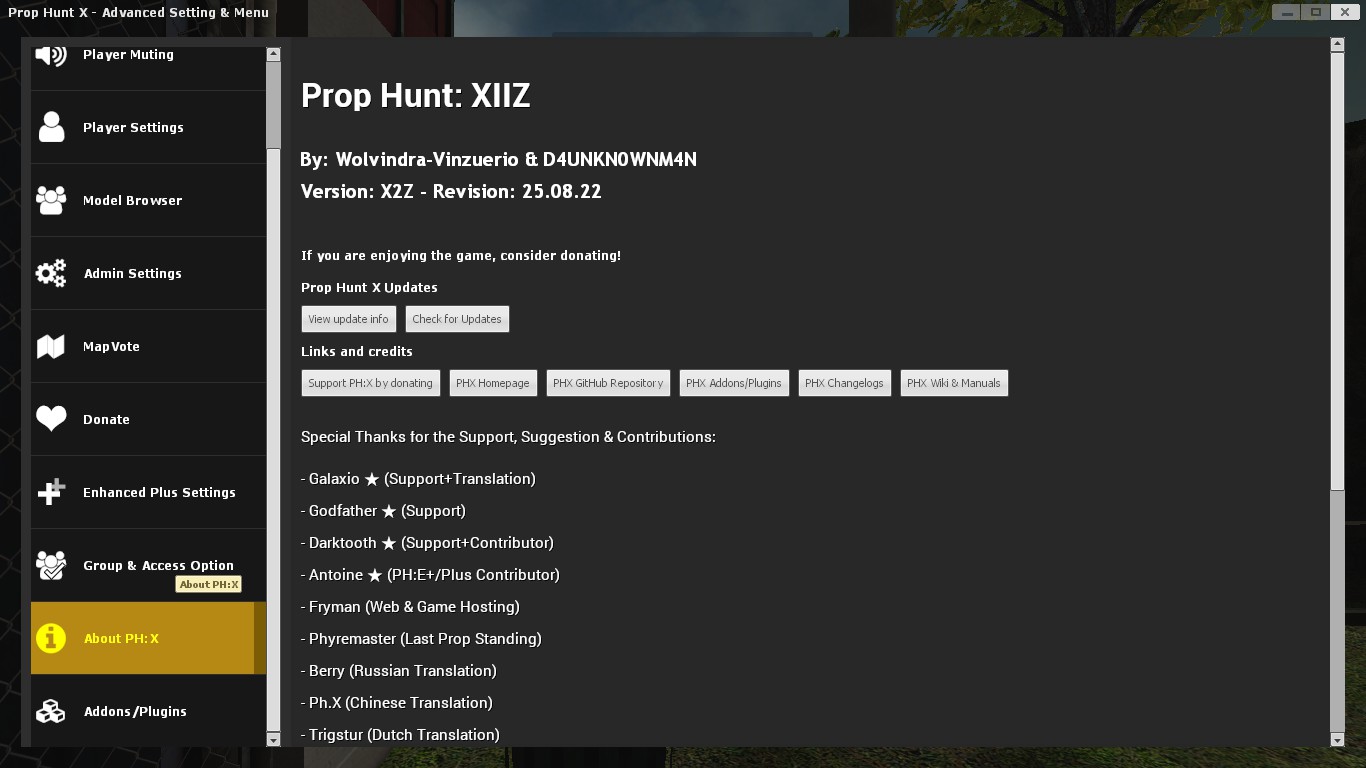 Prop Hunt X - Advanced Setting & Menu
Player Muting
Player Settings
Model Browser
Admin Settings
MapVote
Donate
Enhanced Plus Settings
Group & Access Option
About PH:X
About PH:X
Addons/Plugins
Prop Hunt: XIIZ
By: Wolvindra-Vinzuerio & D4UNKN0WNM4N
Version: X2Z - Revision: 25.08.22
If you are enjoying the game, consider donating!
Prop Hunt X Updates
View update info Check for Updates
Links and credits
Support PH:X by donating PHX Homepage PHX GitHub Repository PHX Addons/Plugins PHX Changelogs PHX Wiki & Manuals
Special Thanks for the Support, Suggestion & Contributions:
- Galaxio ★ (Support+Translation)
- Godfather ★ (Support)
- Darktooth ★ (Support+Contributor)
- Antoine ★ (PH:E+/Plus Contributor)
- Fryman (Web & Game Hosting)
- Phyremaster (Last Prop Standing)
- Berry (Russian Translation)
- Ph.X (Chinese Translation)
- Trigstur (Dutch Translation)